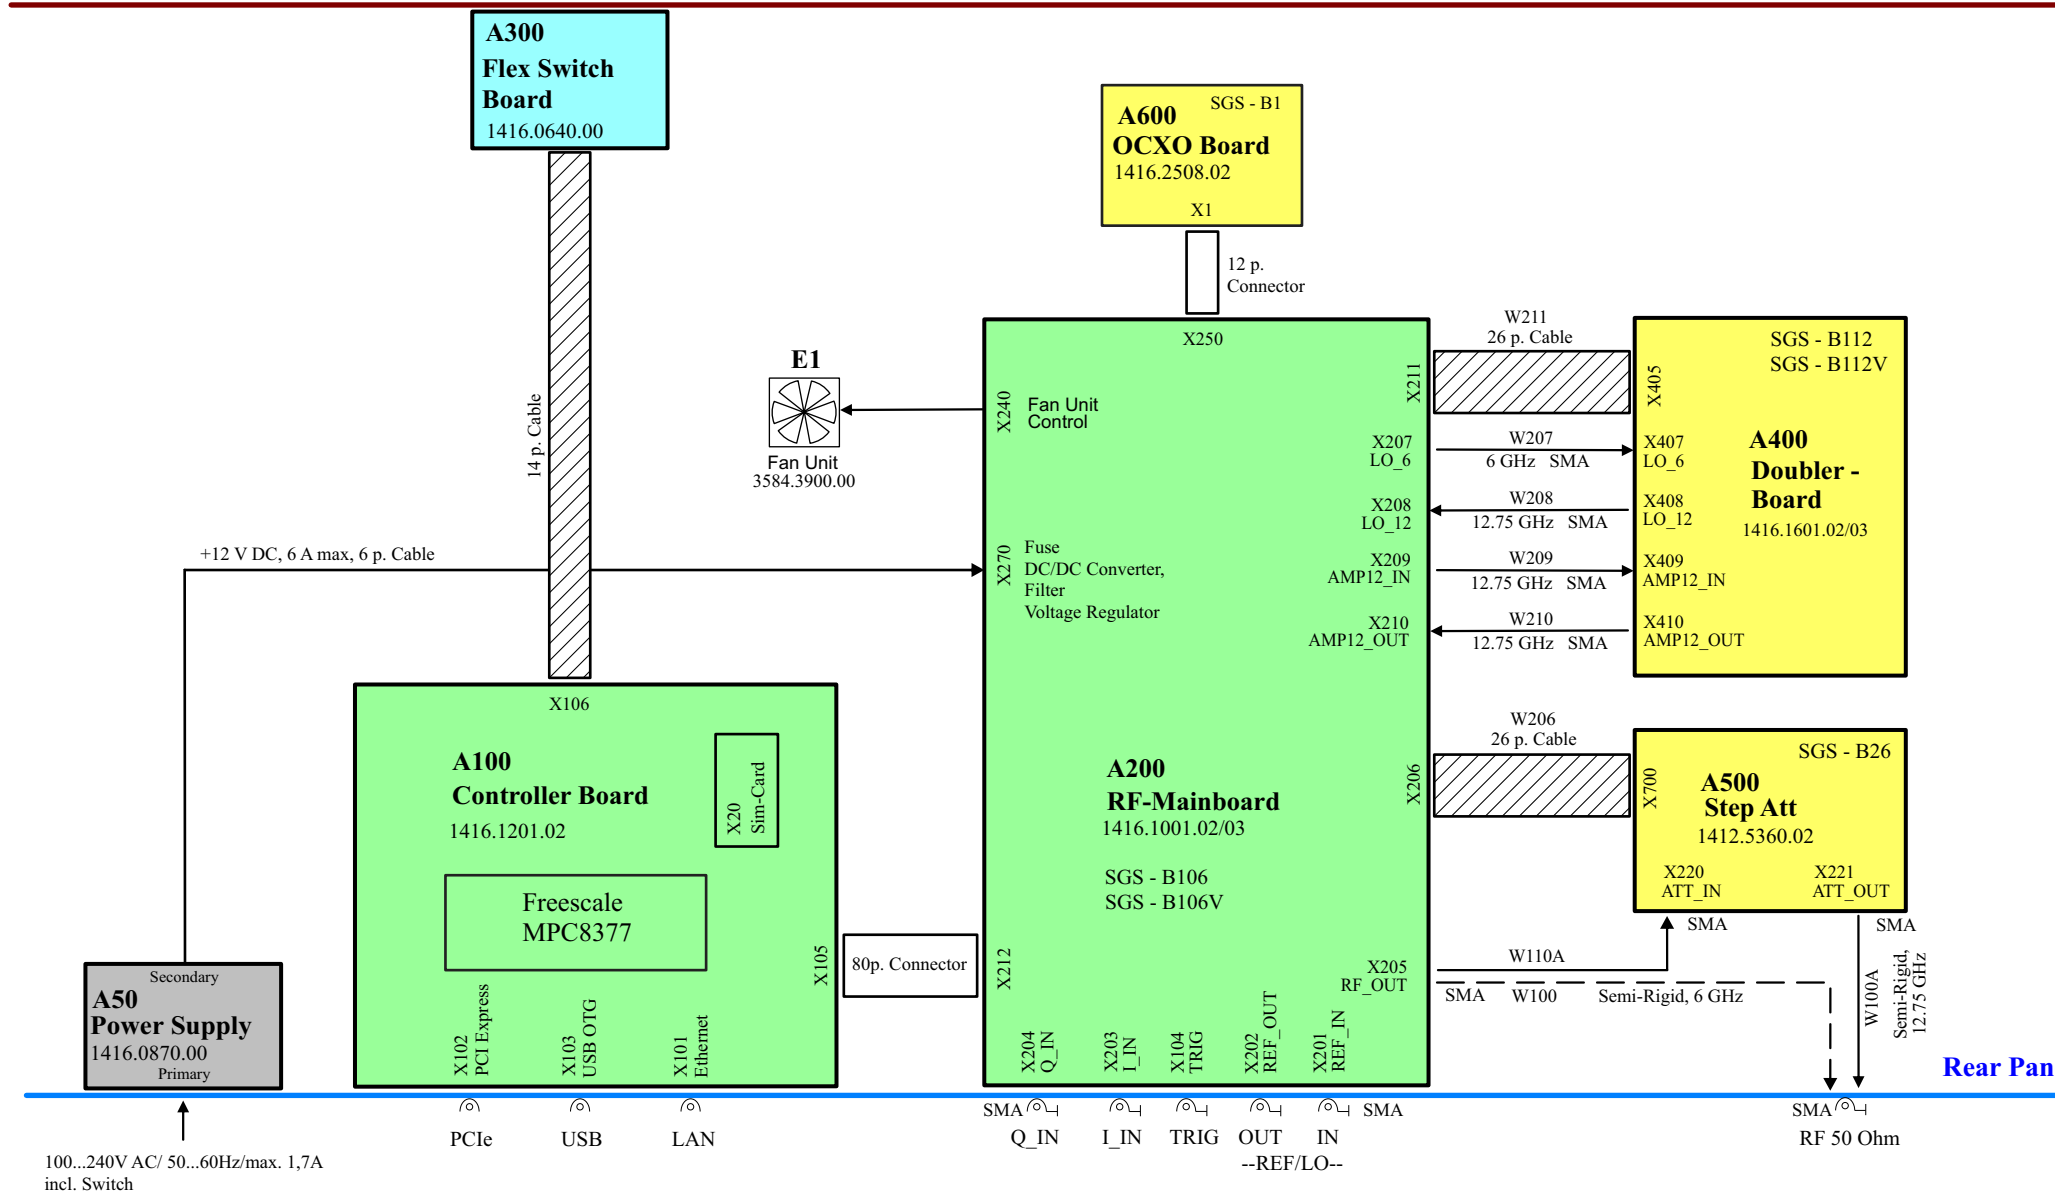 A300
Flex Switch
Board
1416.0640.00
A600
SGS - B1
OCXO Board
1416.2508.02
X1
12 p.
Connector
14 p. Cable
E1
Fan Unit
3584.3900.00
X250
X240
Fan Unit
Control
X211
X207
LO_6
X208
LO_12
X270
Fuse
DC/DC Converter,
Filter
Voltage Regulator
X209
AMP12_IN
X210
AMP12_OUT
W211
26 p. Cable
W207
6 GHz SMA
W208
12.75 GHz SMA
W209
12.75 GHz SMA
W210
12.75 GHz SMA
SGS - B112
SGS - B112V
X405
X407
LO_6
A400
Doubler -
Board
1416.1601.02/03
X408
LO_12
X409
AMP12_IN
X410
AMP12_OUT
+12 V DC, 6 A max, 6 p. Cable
X106
A100
Controller Board
1416.1201.02
X20
Sim-Card
Freescale
MPC8377
X105
X102
PCI Express
X103
USB OTG
X101
Ethernet
80p. Connector
A200
RF-Mainboard
1416.1001.02/03
SGS - B106
SGS - B106V
X206
X212
X205
RF_OUT
X204
Q_IN
X203
I_IN
X104
TRIG
X202
REF_OUT
X201
REF_IN
W206
26 p. Cable
SGS - B26
X700
A500
Step Att
1412.5360.02
X220
ATT_IN
X221
ATT_OUT
SMA
SMA
W110A
SMA
W100
Semi-Rigid, 6 GHz
W100A
Semi-Rigid,
12.75 GHz
Secondary
A50
Power Supply
1416.0870.00
Primary
Rear Pan
100...240V AC/ 50...60Hz/max. 1,7A
incl. Switch
PCIe
USB
LAN
SMA
Q_IN
I_IN
TRIG
OUT
IN
SMA
--REF/LO--
SMA
RF 50 Ohm